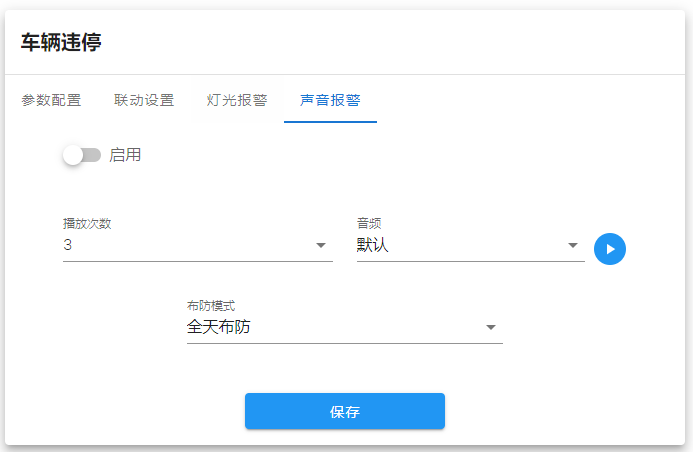 车辆违停
参数配置 联动设置 灯光报警 声音报警
启用
播放次数 音频
3 默认
布防模式
全天布防
保存